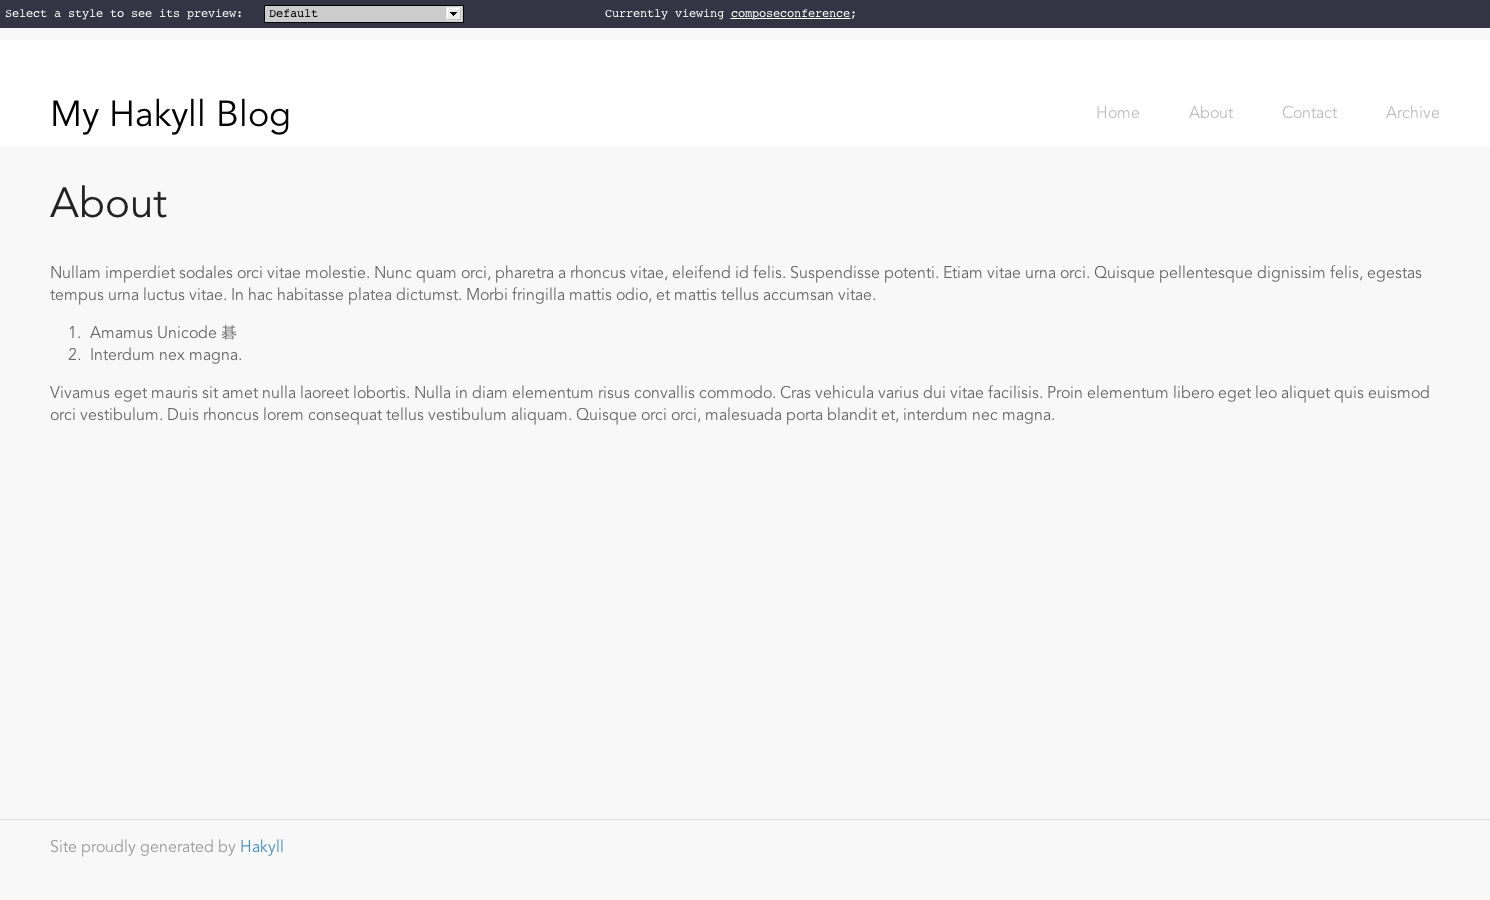 Select a style to see its preview: Default Currently viewing composeconference;
My Hakyll Blog
Home About Contact Archive
About
Nullam imperdiet sodales orci vitae molestie. Nunc quam orci, pharetra a rhoncus vitae, eleifend id felis. Suspendisse potenti. Etiam vitae urna orci. Quisque pellentesque dignissim felis, egestas
tempus urna luctus vitae. In hac habitasse platea dictumst. Morbi fringilla mattis odio, et mattis tellus accumsan vitae.
1. Amamus Unicode 碁
2. Interdum nex magna.
Vivamus eget mauris sit amet nulla laoreet lobortis. Nulla in diam elementum risus convallis commodo. Cras vehicula varius dui vitae facilisis. Proin elementum libero eget leo aliquet quis euismod
orci vestibulum. Duis rhoncus lorem consequat tellus vestibulum aliquam. Quisque orci orci, malesuada porta blandit et, interdum nec magna.
Site proudly generated by Hakyll